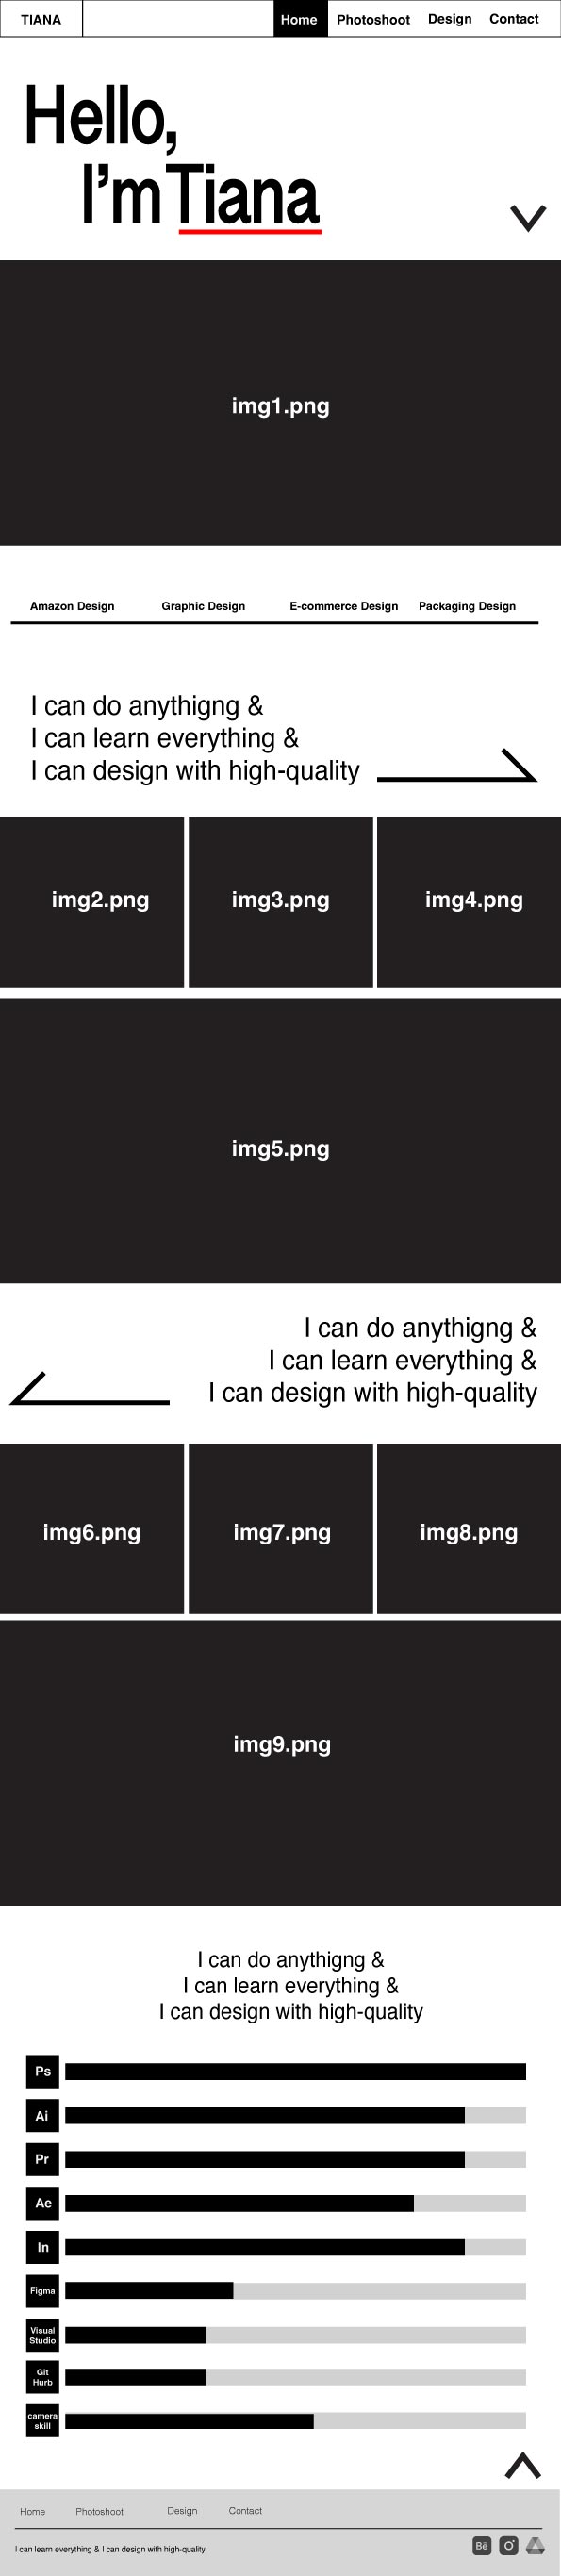 TIANA
Home Photoshoot Design Contact
Hello,
I'm Tiana
img1.png
Amazon Design Graphic Design E-commerce Design Packaging Design
I can do anythigng &
I can learn everything &
I can design with high-quality
img2.png img3.png img4.png
img5.png
I can do anythigng &
I can learn everything &
I can design with high-quality
img6.png img7.png img8.png
img9.png
I can do anythigng &
I can learn everything &
I can design with high-quality
Ps
Ai
Pr
Ae
In
Figma
Visual
Studio
Git
Hurb
camera
skill
Home Photoshoot Design Contact
I can learn everything & I can design with high-quality
Bē